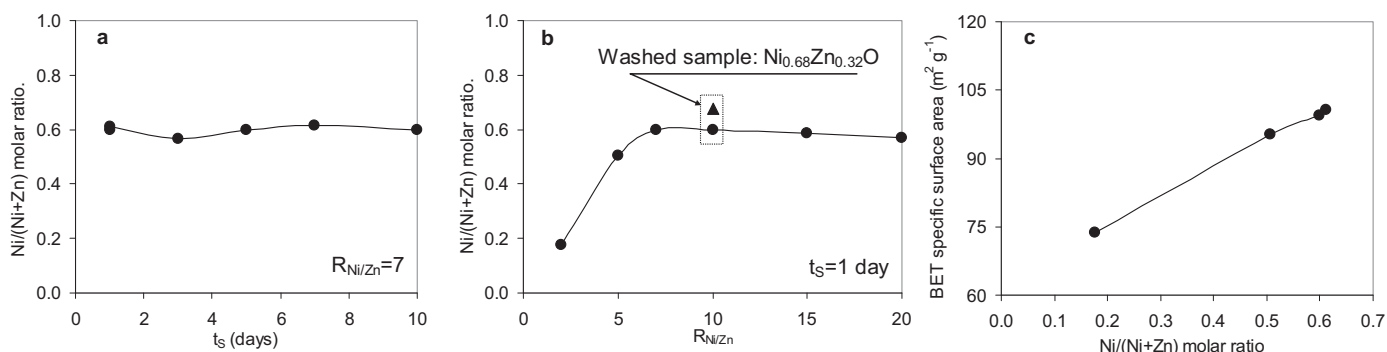 a
1.0
0.8
0.6
0.4
0.2
0.0
Ni/(Ni+Zn) molar ratio.
R_Ni/Zn=7
0 2 4 6 8 10
t_S (days)
b
Washed sample: Ni_0.68Zn_0.32O
1.0
0.8
0.6
0.4
0.2
0.0
Ni/(Ni+Zn) molar ratio.
t_S=1 day
0 5 10 15 20
R_Ni/Zn
c
120
105
90
75
60
BET specific surface area (m² g⁻¹)
0.0 0.1 0.2 0.3 0.4 0.5 0.6 0.7
Ni/(Ni+Zn) molar ratio